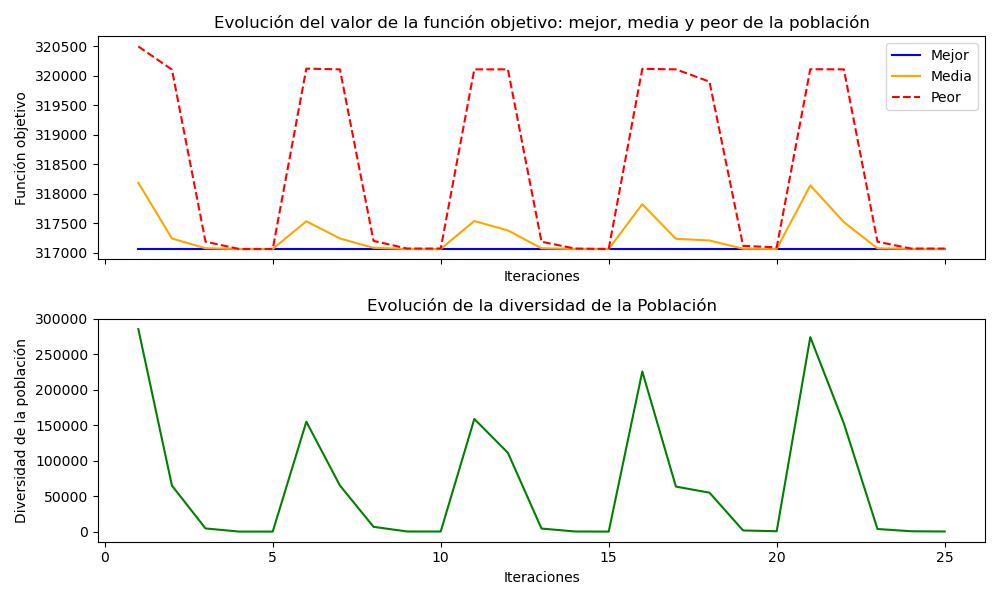 Evolución del valor de la función objetivo: mejor, media y peor de la población
Función objetivo
320500
320000
319500
319000
318500
318000
317500
317000
Mejor
Media
Peor
Iteraciones
Evolución de la diversidad de la Población
Diversidad de la población
300000
250000
200000
150000
100000
50000
0
0 5 10 15 20 25
Iteraciones